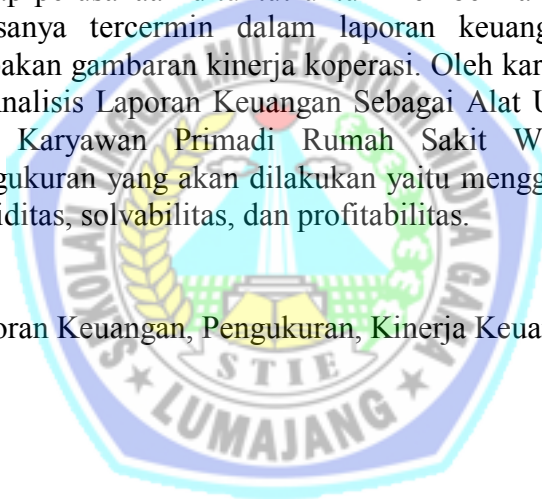 sanya tercermin dalam laporan keuang
akan gambaran kinerja koperasi. Oleh kar
nalisis Laporan Keuangan Sebagai Alat U
Karyawan Primadi Rumah Sakit W
gukuran yang akan dilakukan yaitu mengg
iditas, solvabilitas, dan profitabilitas.
oran Keuangan, Pengukuran, Kinerja Keua
STIE
LUMAJANG